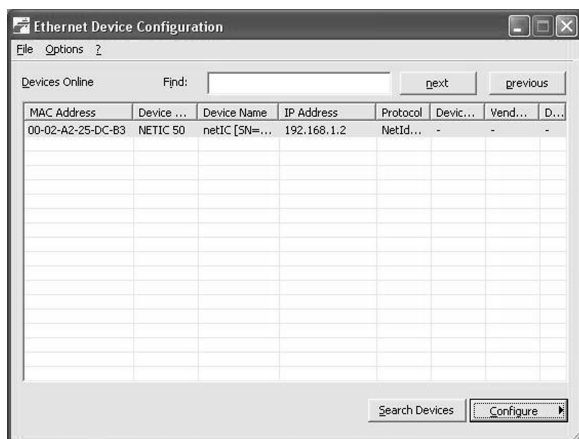 Ethernet Device Configuration
File Options ?
Devices Online Find: next previous
MAC Address Device ... Device Name IP Address Protocol Devic... Vend... D...
00-02-A2-25-DC-B3 NETIC 50 netIC [SN=... 192.168.1.2 NetId... - - -
Search Devices Configure